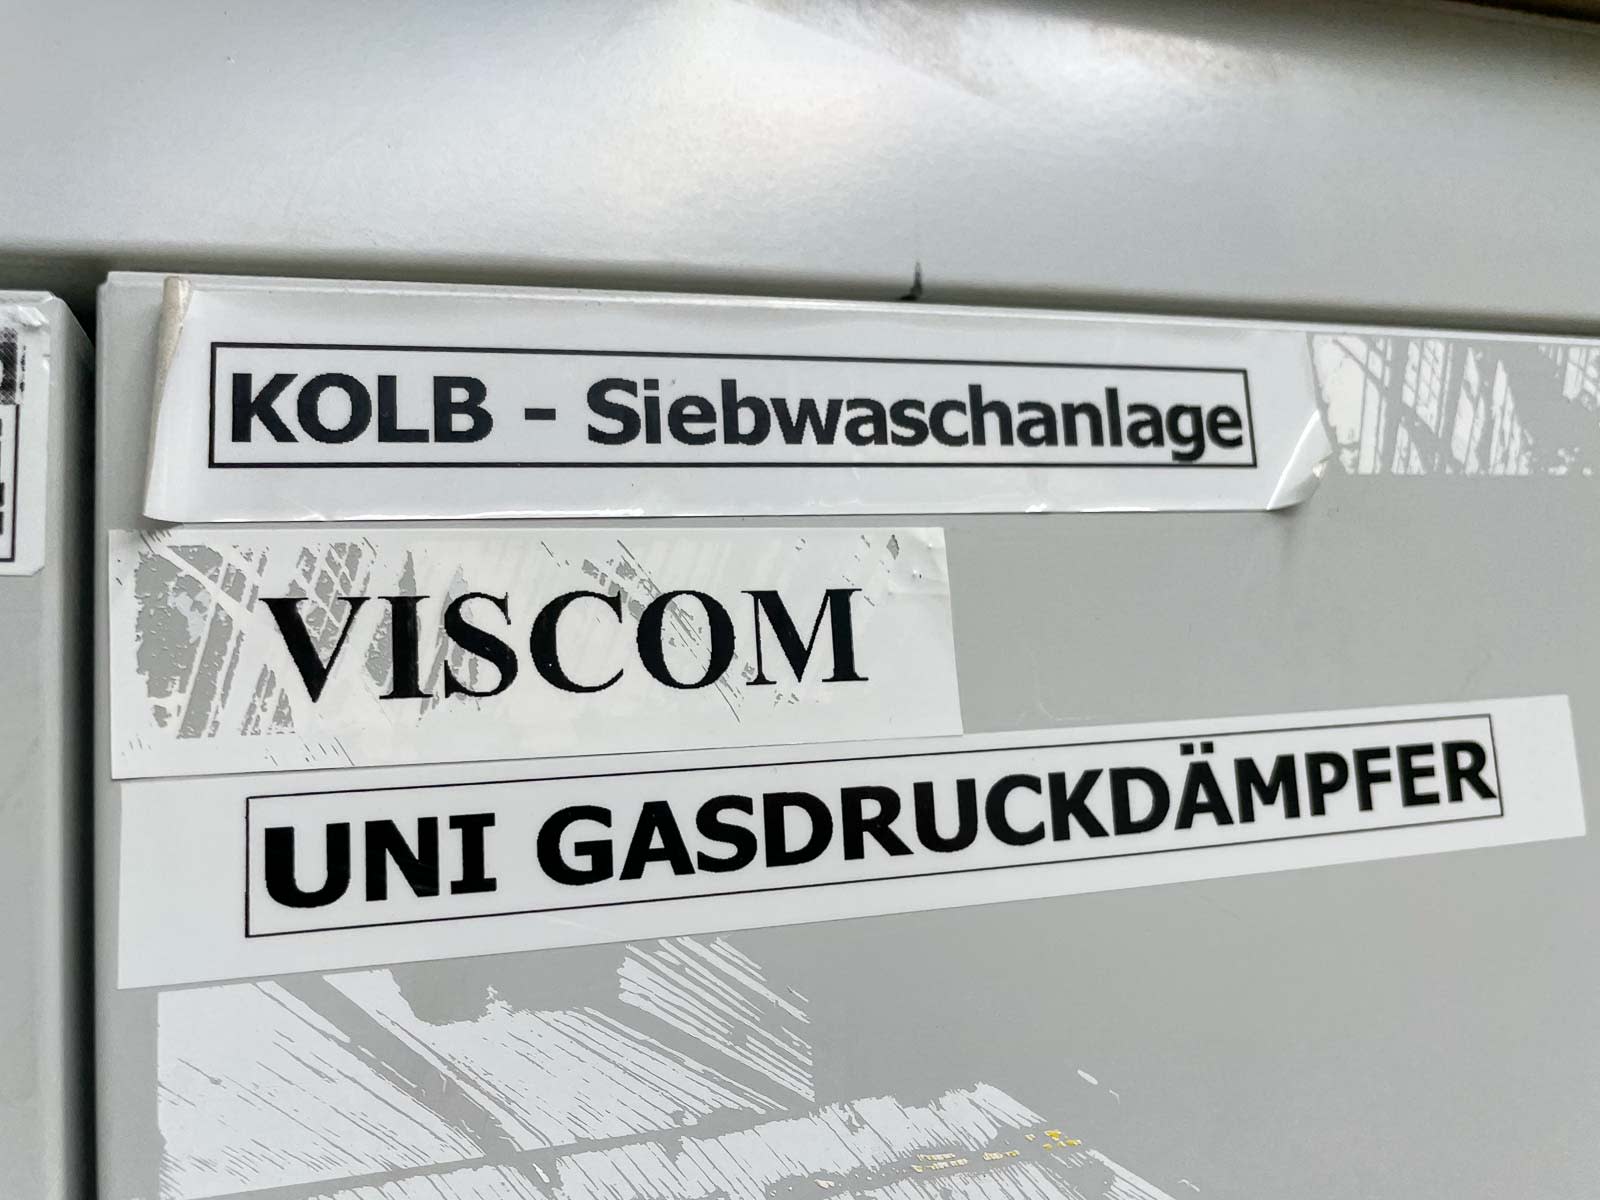 KOLB - Siebwaschanlage
VISCOM
UNI GASDRUCKDÄMPFER